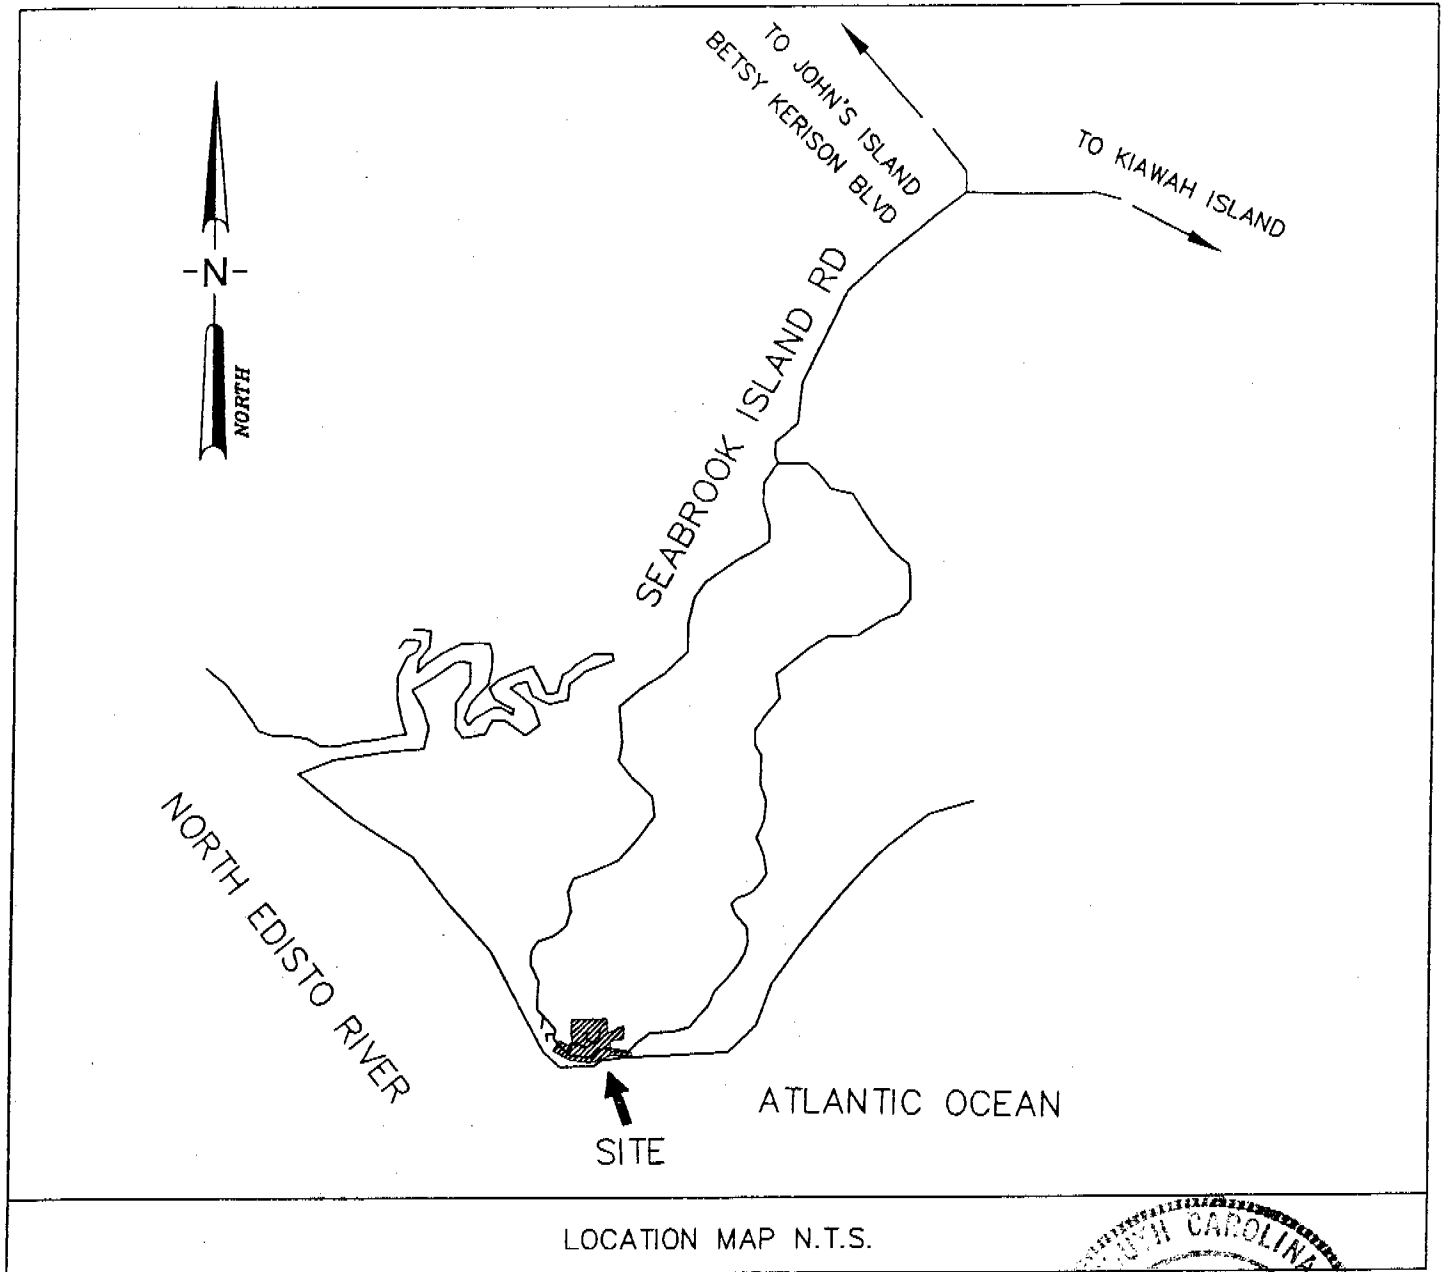 TO JOHN'S ISLAND
BETSY KERISON BLVD
TO KIAWAH ISLAND
-N-
NORTH
SEABROOK ISLAND RD
NORTH EDISTO RIVER
ATLANTIC OCEAN
SITE
LOCATION MAP N.T.S.
CAROLINA